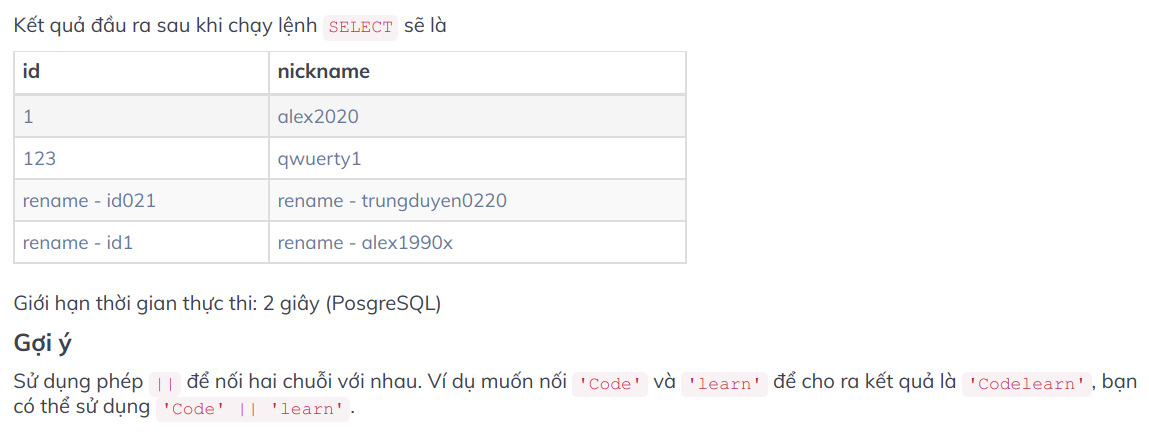 Kết quả đầu ra sau khi chạy lệnh SELECT sẽ là
id nickname
1 alex2020
123 qwuerty1
rename - id021 rename - trungduyen0220
rename - id1 rename - alex1990x
Giới hạn thời gian thực thi: 2 giây (PosgreSQL)
Gợi ý
Sử dụng phép || để nối hai chuỗi với nhau. Ví dụ muốn nối 'Code' và 'learn' để cho ra kết quả là 'Codelearn', bạn
có thể sử dụng 'Code' || 'learn'.